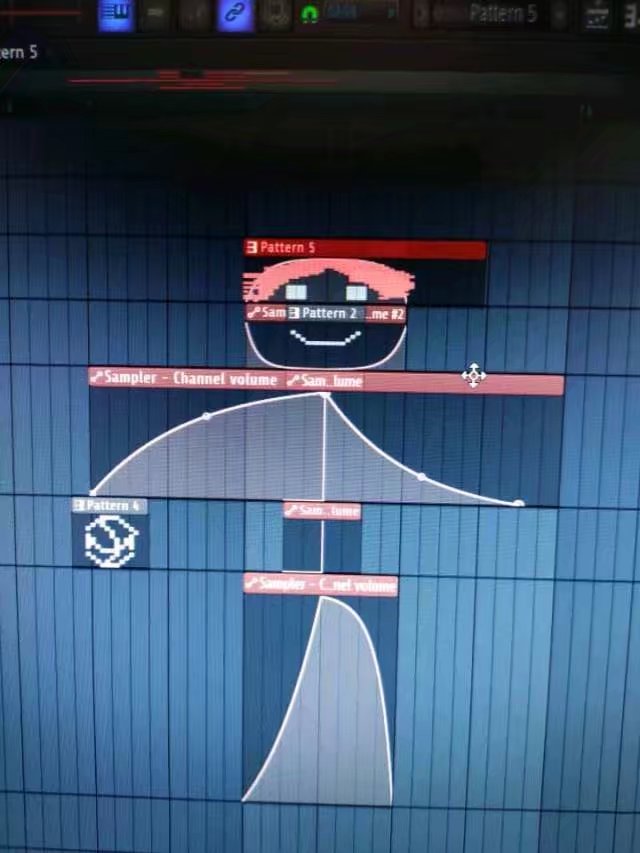 Pattern 5
ern 5
Pattern 5
Sam
Pattern 2
..me #2
Sampler - Channel volume
Sam..lume
Pattern 4
Sam..lume
Sampler - C..nel volume